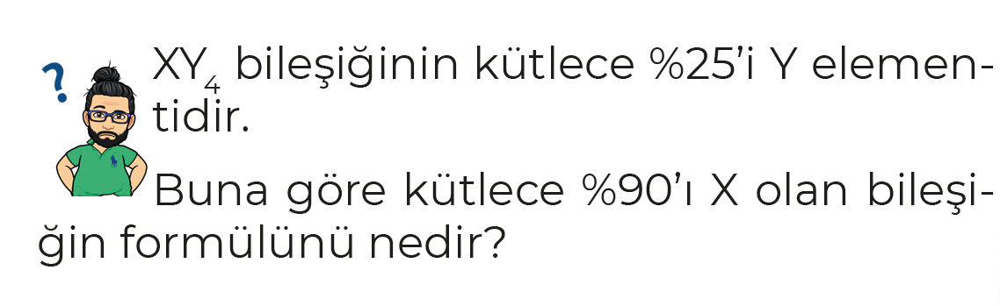 ?
XY₄ bileşiğinin kütlece %25’i Y elemen-
tidir.
Buna göre kütlece %90’ı X olan bileşi-
ğin formülünü nedir?